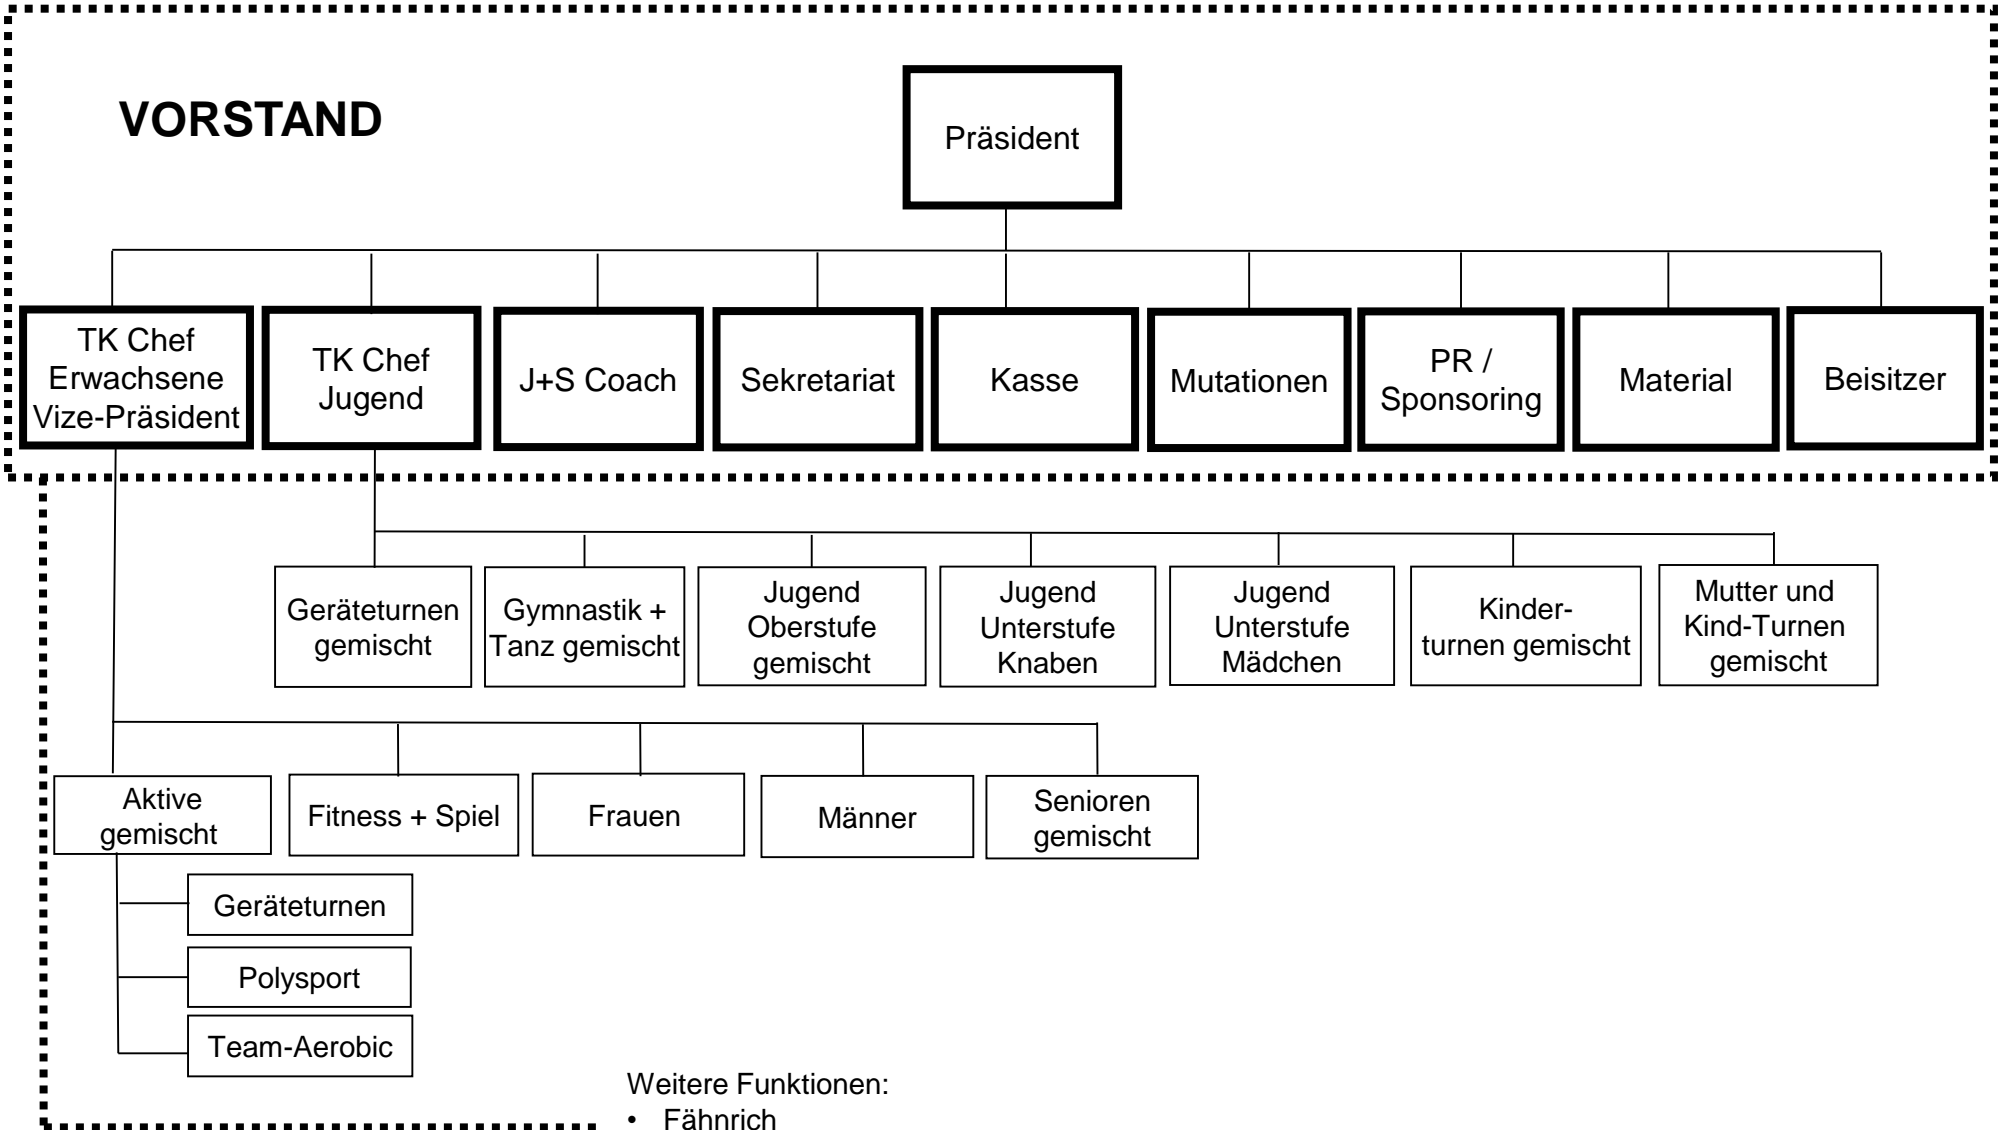 VORSTAND
Präsident
TK Chef
Erwachsene
Vize-Präsident
TK Chef
Jugend
J+S Coach
Sekretariat
Kasse
Mutationen
PR /
Sponsoring
Material
Beisitzer
Geräteturnen
gemischt
Gymnastik +
Tanz gemischt
Jugend
Oberstufe
gemischt
Jugend
Unterstufe
Knaben
Jugend
Unterstufe
Mädchen
Kinder-
turnen gemischt
Mutter und
Kind-Turnen
gemischt
Aktive
gemischt
Fitness + Spiel
Frauen
Männer
Senioren
gemischt
Geräteturnen
Polysport
Team-Aerobic
Weitere Funktionen:
• Fähnrich